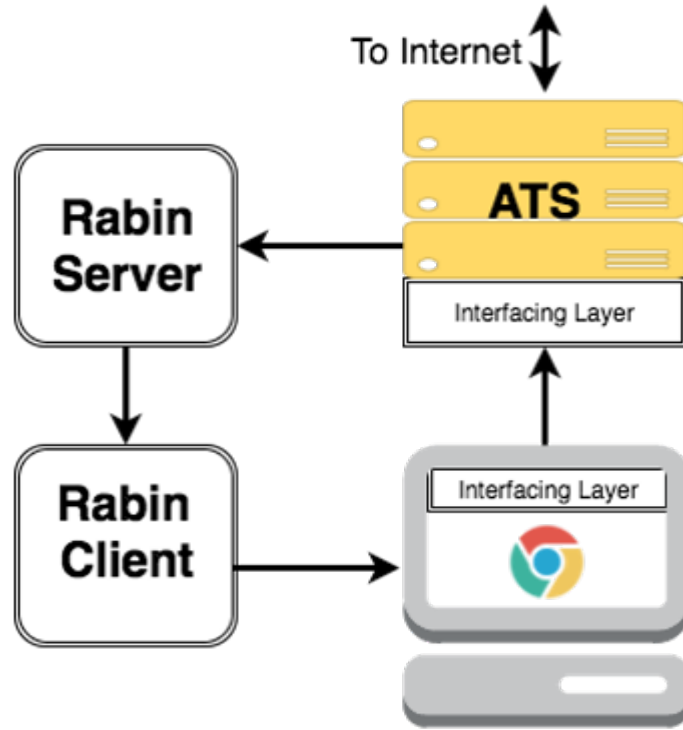 To Internet
ATS
Interfacing Layer
Rabin
Server
Rabin
Client
Interfacing Layer